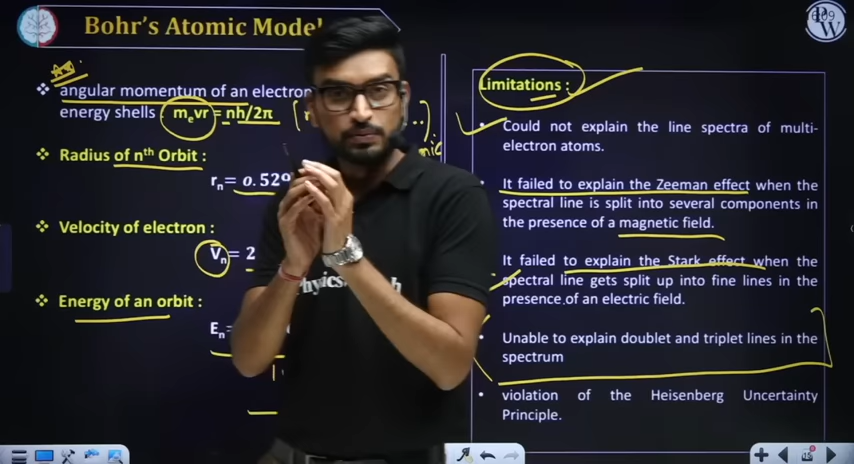 Bohr's Atomic Model
PW
angular momentum of an electron
energy shells : mₑvr = nh/2π
Radius of nᵗʰ Orbit :
rₙ = 0.529
Velocity of electron :
Vₙ = 2
Energy of an orbit :
Eₙ=
Limitations :
Could not explain the line spectra of multi-
electron atoms.
It failed to explain the Zeeman effect when the
spectral line is split into several components in
the presence of a magnetic field.
It failed to explain the Stark effect when the
spectral line gets split up into fine lines in the
presence of an electric field.
Unable to explain doublet and triplet lines in the
spectrum
violation of the Heisenberg Uncertainty
Principle.